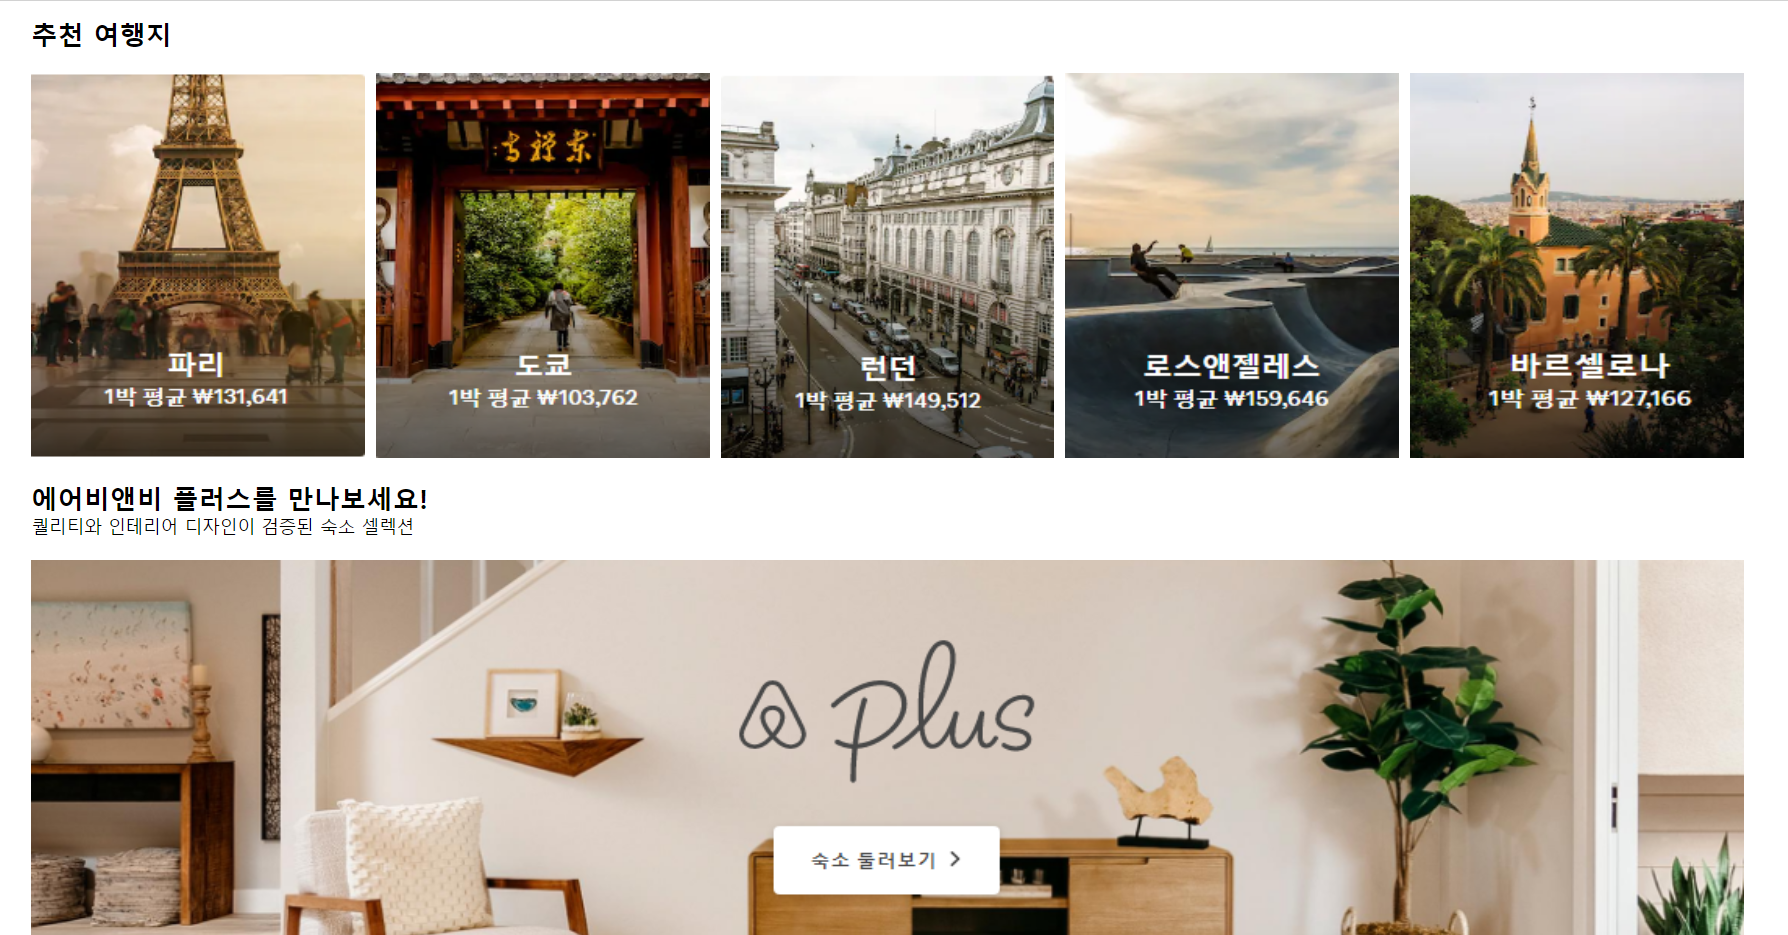 추천 여행지
파리
1박 평균 ₩131,641
東禅寺
도쿄
1박 평균 ₩103,762
런던
1박 평균 ₩149,512
로스앤젤레스
1박 평균 ₩159,646
바르셀로나
1박 평균 ₩127,166
에어비앤비 플러스를 만나보세요!
퀄리티와 인테리어 디자인이 검증된 숙소 셀렉션
plus
숙소 둘러보기 >